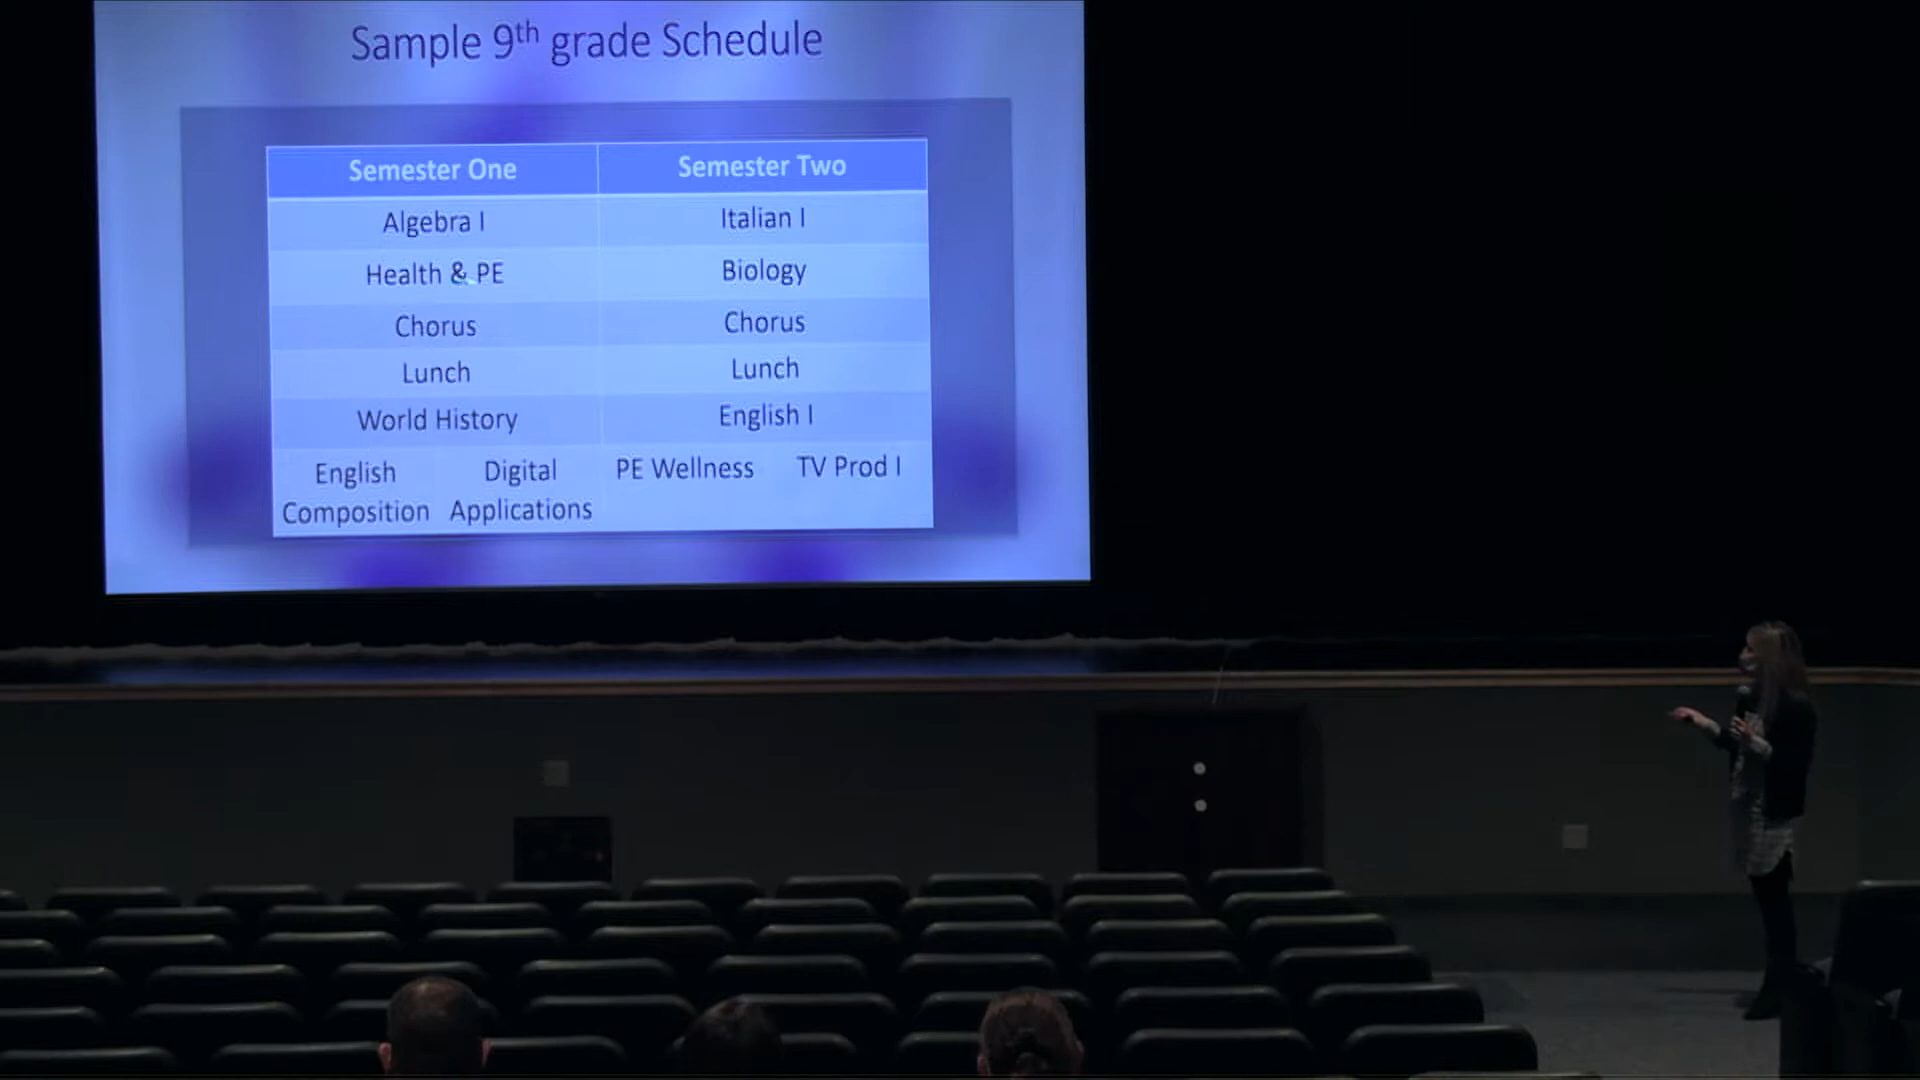 Sample 9th grade Schedule
Semester One Semester Two
Algebra I Italian I
Health & PE Biology
Chorus Chorus
Lunch Lunch
World History English I
English Digital PE Wellness TV Prod I
Composition Applications